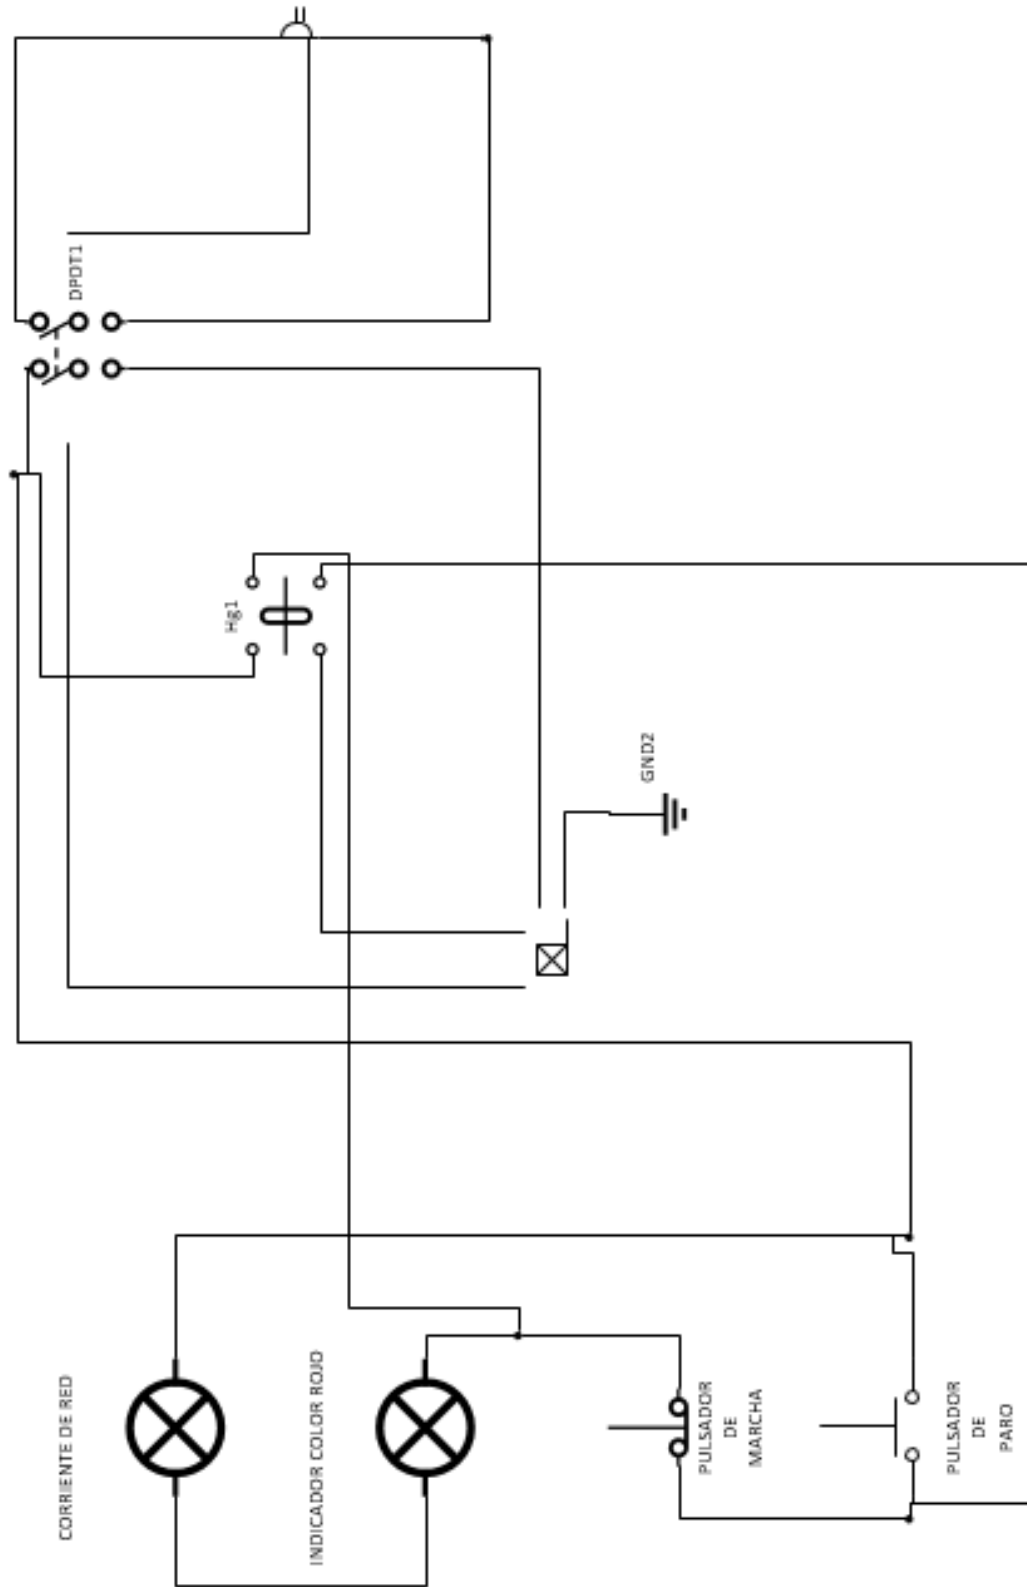 DPDT1
Hg1
GND2
CORRIENTE DE RED
INDICADOR COLOR ROJO
PULSADOR
DE
MARCHA
PULSADOR
DE
PARO